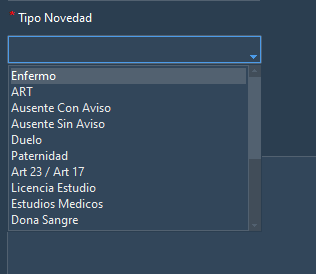 * Tipo Novedad
Enfermo
ART
Ausente Con Aviso
Ausente Sin Aviso
Duelo
Paternidad
Art 23 / Art 17
Licencia Estudio
Estudios Medicos
Dona Sangre